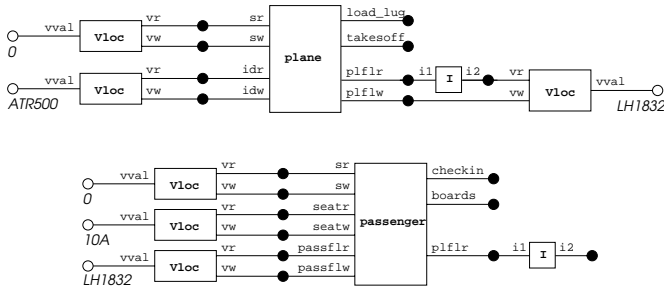 load_lug
vr sr
vval
Vloc vw sw takesoff
0
plane
vr idr plflr i1 I i2 vr
vval vval
Vloc vw idw plflw vw Vloc
ATR500 LH1832
vr sr checkin
vval
Vloc vw sw
0 boards
vr seatr
vval
Vloc vw seatw passenger
10A
vr passflr plflr i1 I i2
vval
Vloc vw passflw
LH1832